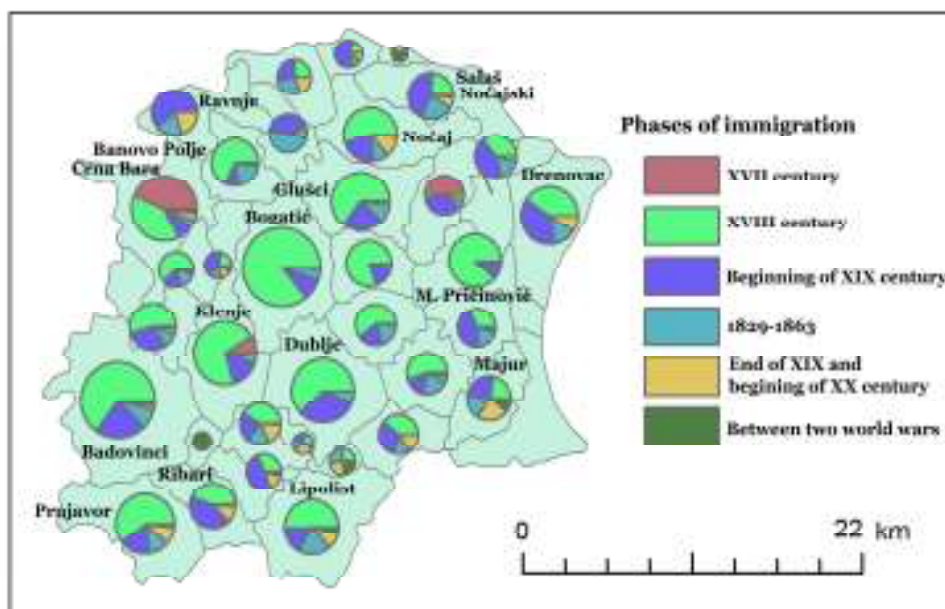 Salaš
Noćajski
Ravnje
Noćaj
Banovo Polje
Crna Bara
Drenovac
Glušci
Bogatić
M. Pričinović
Klenje
Dublje
Majur
Badovinci
Ribari
Lipolist
Prnjavor
Phases of immigration
XVII century
XVIII century
Beginning of XIX century
1829-1863
End of XIX and
begining of XX century
Between two world wars
0
22
km